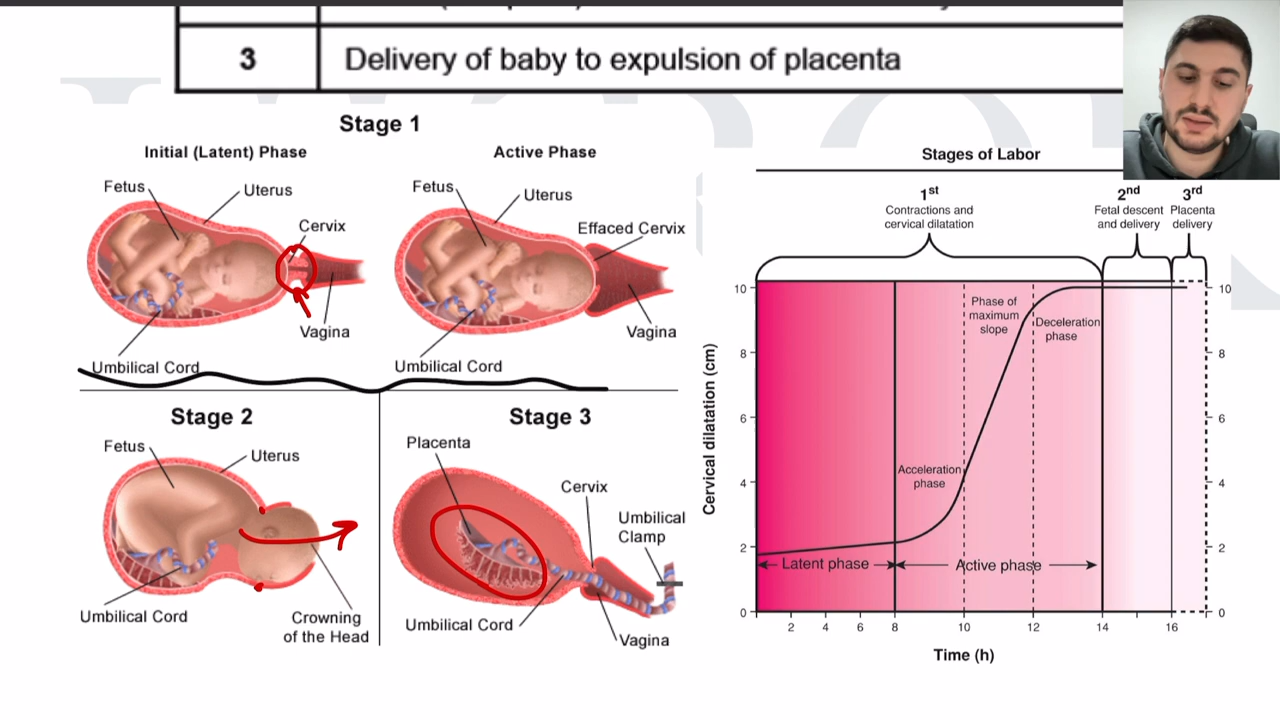 3 Delivery of baby to expulsion of placenta
Stage 1
Initial (Latent) Phase
Fetus
Uterus
Cervix
Vagina
Umbilical Cord
Active Phase
Fetus
Uterus
Effaced Cervix
Vagina
Umbilical Cord
Stage 2
Fetus
Uterus
Umbilical Cord
Crowning
of the Head
Stage 3
Placenta
Cervix
Umbilical
Clamp
Umbilical Cord
Vagina
Stages of Labor
1st
Contractions and
cervical dilatation
2nd
Fetal descent
and delivery
3rd
Placenta
delivery
Cervical dilatation (cm)
10
8
6
4
2
0
Acceleration
phase
Phase of
maximum
slope
Deceleration
phase
Latent phase
Active phase
10
8
6
4
2
0
2 4 6 8 10 12 14 16
Time (h)